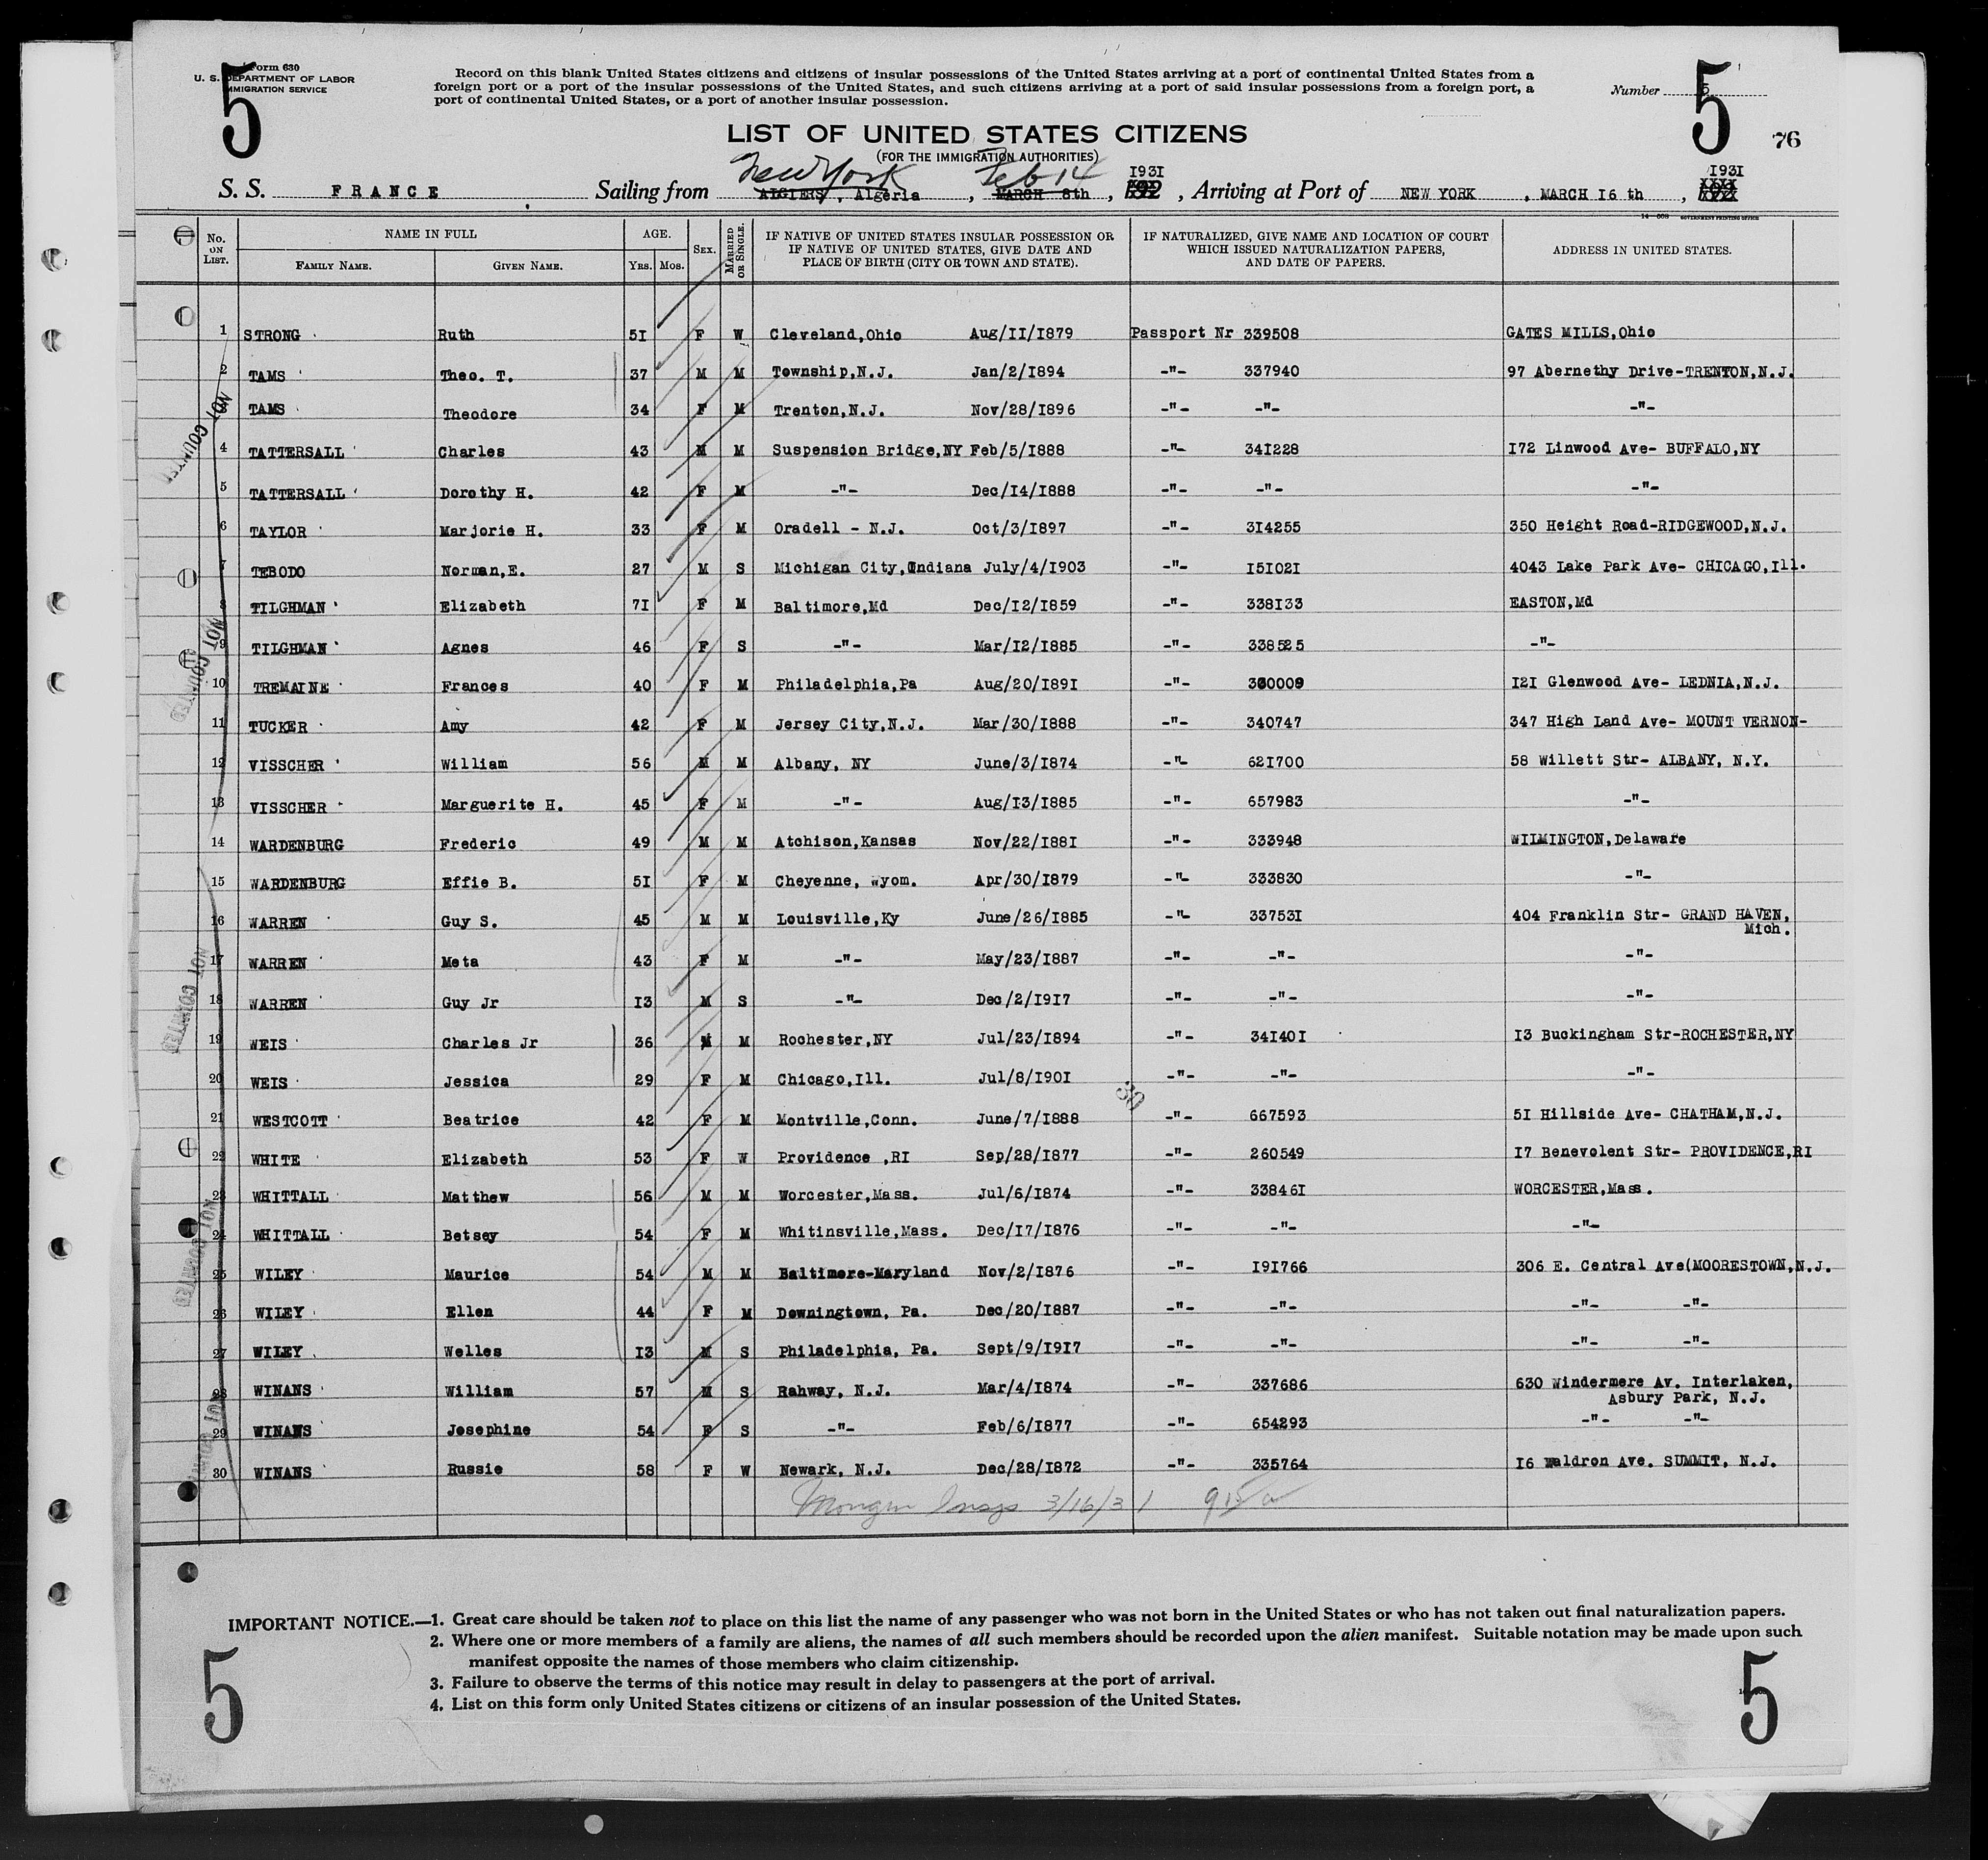 5
Form 630
U. S. DEPARTMENT OF LABOR
IMMIGRATION SERVICE
Record on this blank United States citizens and citizens of insular possessions of the United States arriving at a port of continental United States from a
foreign port or a port of the insular possessions of the United States, and such citizens arriving at a port of said insular possessions from a foreign port, a
port of continental United States, or a port of another insular possession.
Number 5
5
76
LIST OF UNITED STATES CITIZENS
(FOR THE IMMIGRATION AUTHORITIES)
New York Feb 14 1931 1931
S. S. FRANCE Sailing from ALGIERS, Algeria, MARCH 8th, 192 , Arriving at Port of NEW YORK, MARCH 16 th, 192
14—508 GOVERNMENT PRINTING OFFICE
No. ON LIST. NAME IN FULL FAMILY NAME. GIVEN NAME. AGE. YRS. MOS. SEX. MARRIED OR SINGLE. IF NATIVE OF UNITED STATES INSULAR POSSESSION OR IF NATIVE OF UNITED STATES, GIVE DATE AND PLACE OF BIRTH (CITY OR TOWN AND STATE). IF NATURALIZED, GIVE NAME AND LOCATION OF COURT WHICH ISSUED NATURALIZATION PAPERS, AND DATE OF PAPERS. ADDRESS IN UNITED STATES.
1 STRONG Ruth 51 F W Cleveland,Ohio Aug/11/1879 Passport Nr 339508 GATES MILLS,Ohio
2 TAMS Theo. T. 37 M M Township,N.J. Jan/2/1894 -"- 337940 97 Abernethy Drive-TRENTON,N.J.
3 TAMS Theodore 34 F M Trenton,N.J. Nov/28/1896 -"- -"- -"-
4 TATTERSALL Charles 43 M M Suspension Bridge,NY Feb/5/1888 -"- 341228 172 Linwood Ave- BUFFALO,NY
5 TATTERSALL Dorothy H. 42 F M -"- Dec/14/1888 -"- -"- -"-
6 TAYLOR Marjorie H. 33 F M Oradell - N.J. Oct/3/1897 -"- 314255 350 Height Road-RIDGEWOOD,N.J.
7 TEBODO Norman,E. 27 M S Michigan City,Indiana July/4/1903 -"- 151021 4043 Lake Park Ave- CHICAGO,Ill.
8 TILGHMAN Elizabeth 71 F M Baltimore,Md Dec/12/1859 -"- 338133 EASTON,Md
9 TILGHMAN Agnes 46 F S -"- Mar/12/1885 -"- 338525 -"-
10 TREMAINE Frances 40 F M Philadelphia,Pa Aug/20/1891 -"- 330009 121 Glenwood Ave- LEDNIA,N.J.
11 TUCKER Amy 42 F M Jersey City,N.J. Mar/30/1888 -"- 340747 347 High Land Ave- MOUNT VERNON-
12 VISSCHER William 56 M M Albany, NY June/3/1874 -"- 621700 58 Willett Str- ALBANY, N.Y.
13 VISSCHER Marguerite H. 45 F M -"- Aug/13/1885 -"- 657983 -"-
14 WARDENBURG Frederic 49 M M Atchison,Kansas Nov/22/1881 -"- 333948 WILMINGTON,Delaware
15 WARDENBURG Effie B. 51 F M Cheyenne, Wyom. Apr/30/1879 -"- 333830 -"-
16 WARREN Guy S. 45 M M Louisville,Ky June/26/1885 -"- 337531 404 Franklin Str- GRAND HAVEN,
Mich.
17 WARREN Meta 43 F M -"- May/23/1887 -"- -"- -"-
18 WARREN Guy Jr 13 M S -"- Dec/2/1917 -"- -"- -"-
19 WEIS Charles Jr 36 M M Rochester,NY Jul/23/1894 -"- 341401 13 Buckingham Str-ROCHESTER,NY
20 WEIS Jessica 29 F M Chicago,Ill. Jul/8/1901 -"- -"- -"-
30
21 WESTCOTT Beatrice 42 F M Montville,Conn. June/7/1888 -"- 667593 51 Hillside Ave- CHATHAM,N.J.
22 WHITE Elizabeth 53 F W Providence ,RI Sep/28/1877 -"- 260549 17 Benevolent Str- PROVIDENCE,RI
23 WHITTALL Matthew 56 M M Worcester,Mass. Jul/6/1874 -"- 338461 WORCESTER,Mass.
24 WHITTALL Betsey 54 F M Whitinsville,Mass. Dec/17/1876 -"- -"- -"-
25 WILEY Maurice 54 M M Baltimore-Maryland Nov/2/1876 -"- 191766 306 E. Central Ave(MOORESTOWN,N.J.
26 WILEY Ellen 44 F M Downingtown, Pa. Dec/20/1887 -"- -"- -"- -"-
27 WILEY Welles 13 M S Philadelphia, Pa. Sept/9/1917 -"- -"- -"- -"-
28 WINANS William 57 M S Rahway, N.J. Mar/4/1874 -"- 337686 630 Windermere Av. Interlaken,
Asbury Park, N.J.
29 WINANS Josephine 54 F S -"- Feb/6/1877 -"- 654293 -"- -"-
30 WINANS Russie 58 F W Newark, N.J. Dec/28/1872 -"- 335764 16 Waldron Ave. SUMMIT, N.J.
3/16/31
NOT COUNTED
NOT COUNTED
NOT COUNTED
NOT COUNTED
NOT COUNTED
IMPORTANT NOTICE.—1. Great care should be taken not to place on this list the name of any passenger who was not born in the United States or who has not taken out final naturalization papers.
2. Where one or more members of a family are aliens, the names of all such members should be recorded upon the alien manifest. Suitable notation may be made upon such
manifest opposite the names of those members who claim citizenship.
3. Failure to observe the terms of this notice may result in delay to passengers at the port of arrival.
4. List on this form only United States citizens or citizens of an insular possession of the United States.
5
5